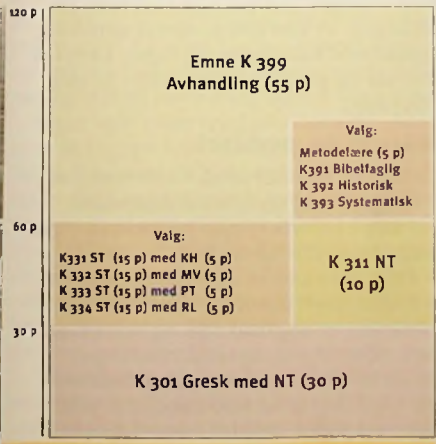 120 p
Emne K 399
Avhandling (55 p)
Valg:
Metodelære (5 p)
K391 Bibelfaglig
K 392 Historisk
K 393 Systematisk
60 p
Valg:
K331 ST (15 p) med KH (5 p)
K 332 ST (15 p) med MV (5 p)
K 333 ST (15 p) med PT (5 p)
K 334 ST (15 p) med RL (5 p)
K 311 NT
(10 p)
30 p
K 301 Gresk med NT (30 p)